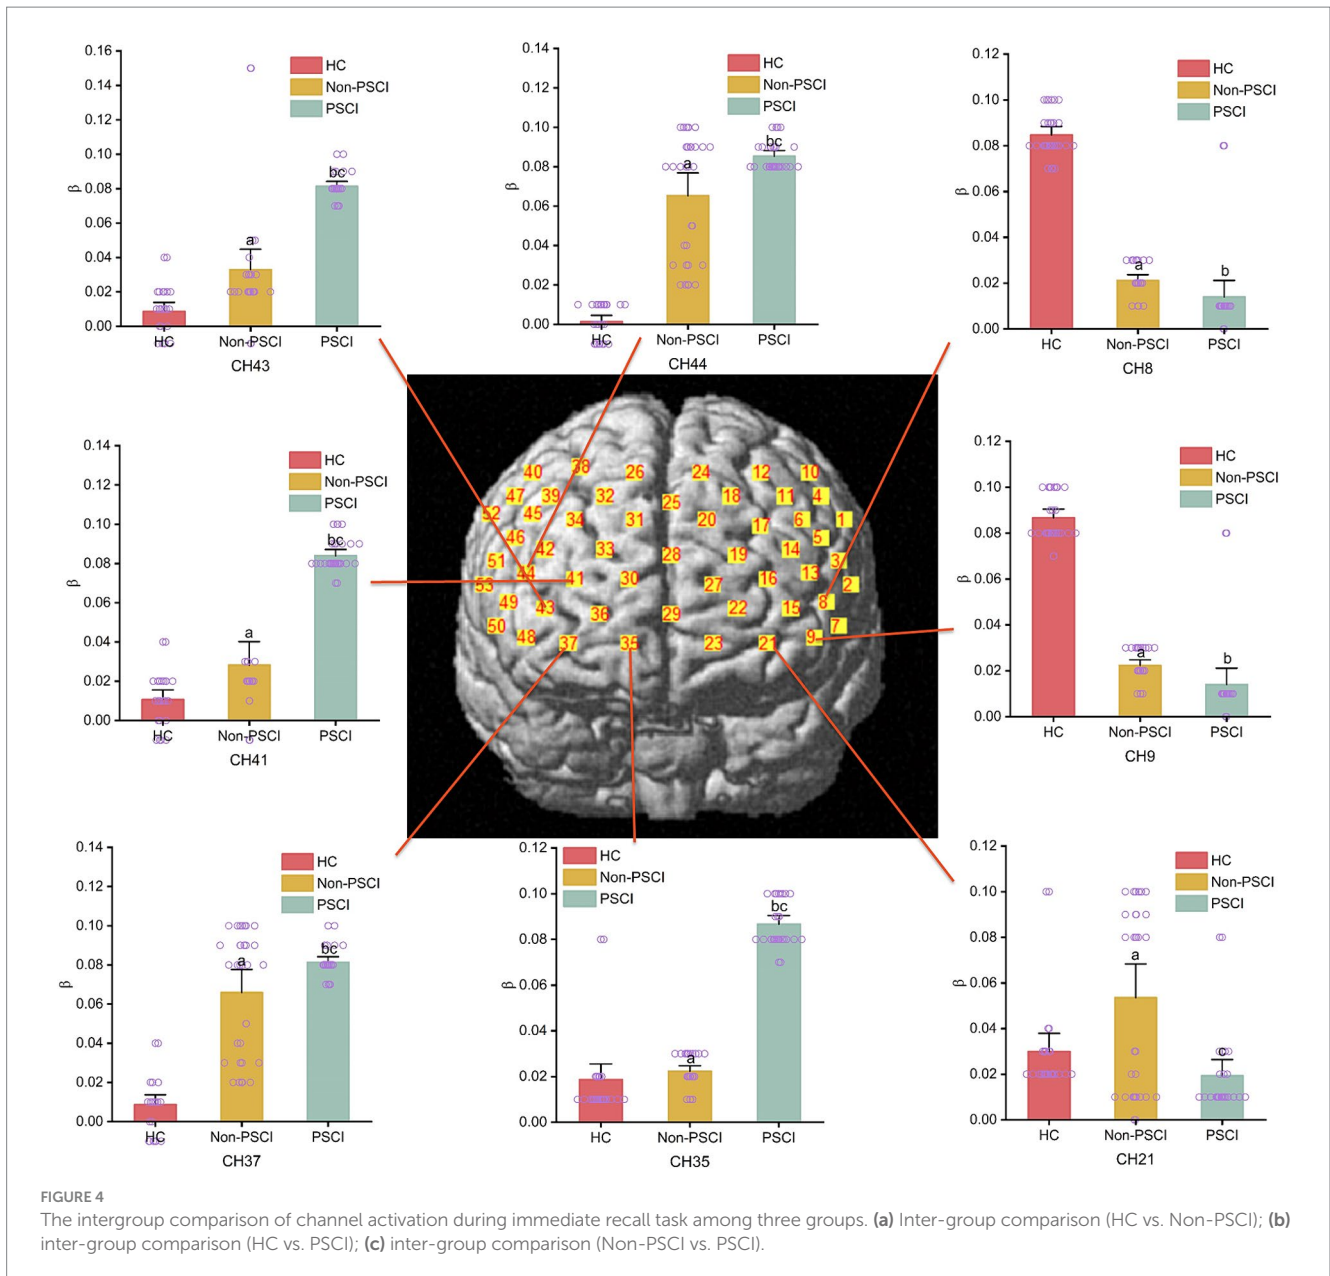 0.16
0.14
0.12
0.10
0.08
0.06
0.04
0.02
0.00
β
HC
Non-PSCI
PSCI
a
bc
HC Non-PSCI PSCI
CH43
0.14
0.12
0.10
0.08
0.06
0.04
0.02
0.00
β
HC
Non-PSCI
PSCI
a
bc
HC Non-PSCI PSCI
CH44
0.12
0.10
0.08
0.06
0.04
0.02
0.00
β
HC
Non-PSCI
PSCI
a
b
HC Non-PSCI PSCI
CH8
0.14
0.12
0.10
0.08
0.06
0.04
0.02
0.00
β
HC
Non-PSCI
PSCI
a
bc
HC Non-PSCI PSCI
CH41
40 38 26 24 12 10
47 39 32 25 18 11 4
52 45 34 31 20 17 6 1
46 42 33 28 19 14 5
51 44 41 30 27 16 13 3
53 49 43 36 29 22 15 8 2
50 48 37 35 23 21 9 7
0.12
0.10
0.08
0.06
0.04
0.02
0.00
β
HC
Non-PSCI
PSCI
a
b
HC Non-PSCI PSCI
CH9
0.14
0.12
0.10
0.08
0.06
0.04
0.02
0.00
β
HC
Non-PSCI
PSCI
a
bc
HC Non-PSCI PSCI
CH37
0.12
0.10
0.08
0.06
0.04
0.02
0.00
β
HC
Non-PSCI
PSCI
a
bc
HC Non-PSCI PSCI
CH35
0.12
0.10
0.08
0.06
0.04
0.02
0.00
β
HC
Non-PSCI
PSCI
a
c
HC Non-PSCI PSCI
CH21
FIGURE 4
The intergroup comparison of channel activation during immediate recall task among three groups. (a) Inter-group comparison (HC vs. Non-PSCI); (b)
inter-group comparison (HC vs. PSCI); (c) inter-group comparison (Non-PSCI vs. PSCI).